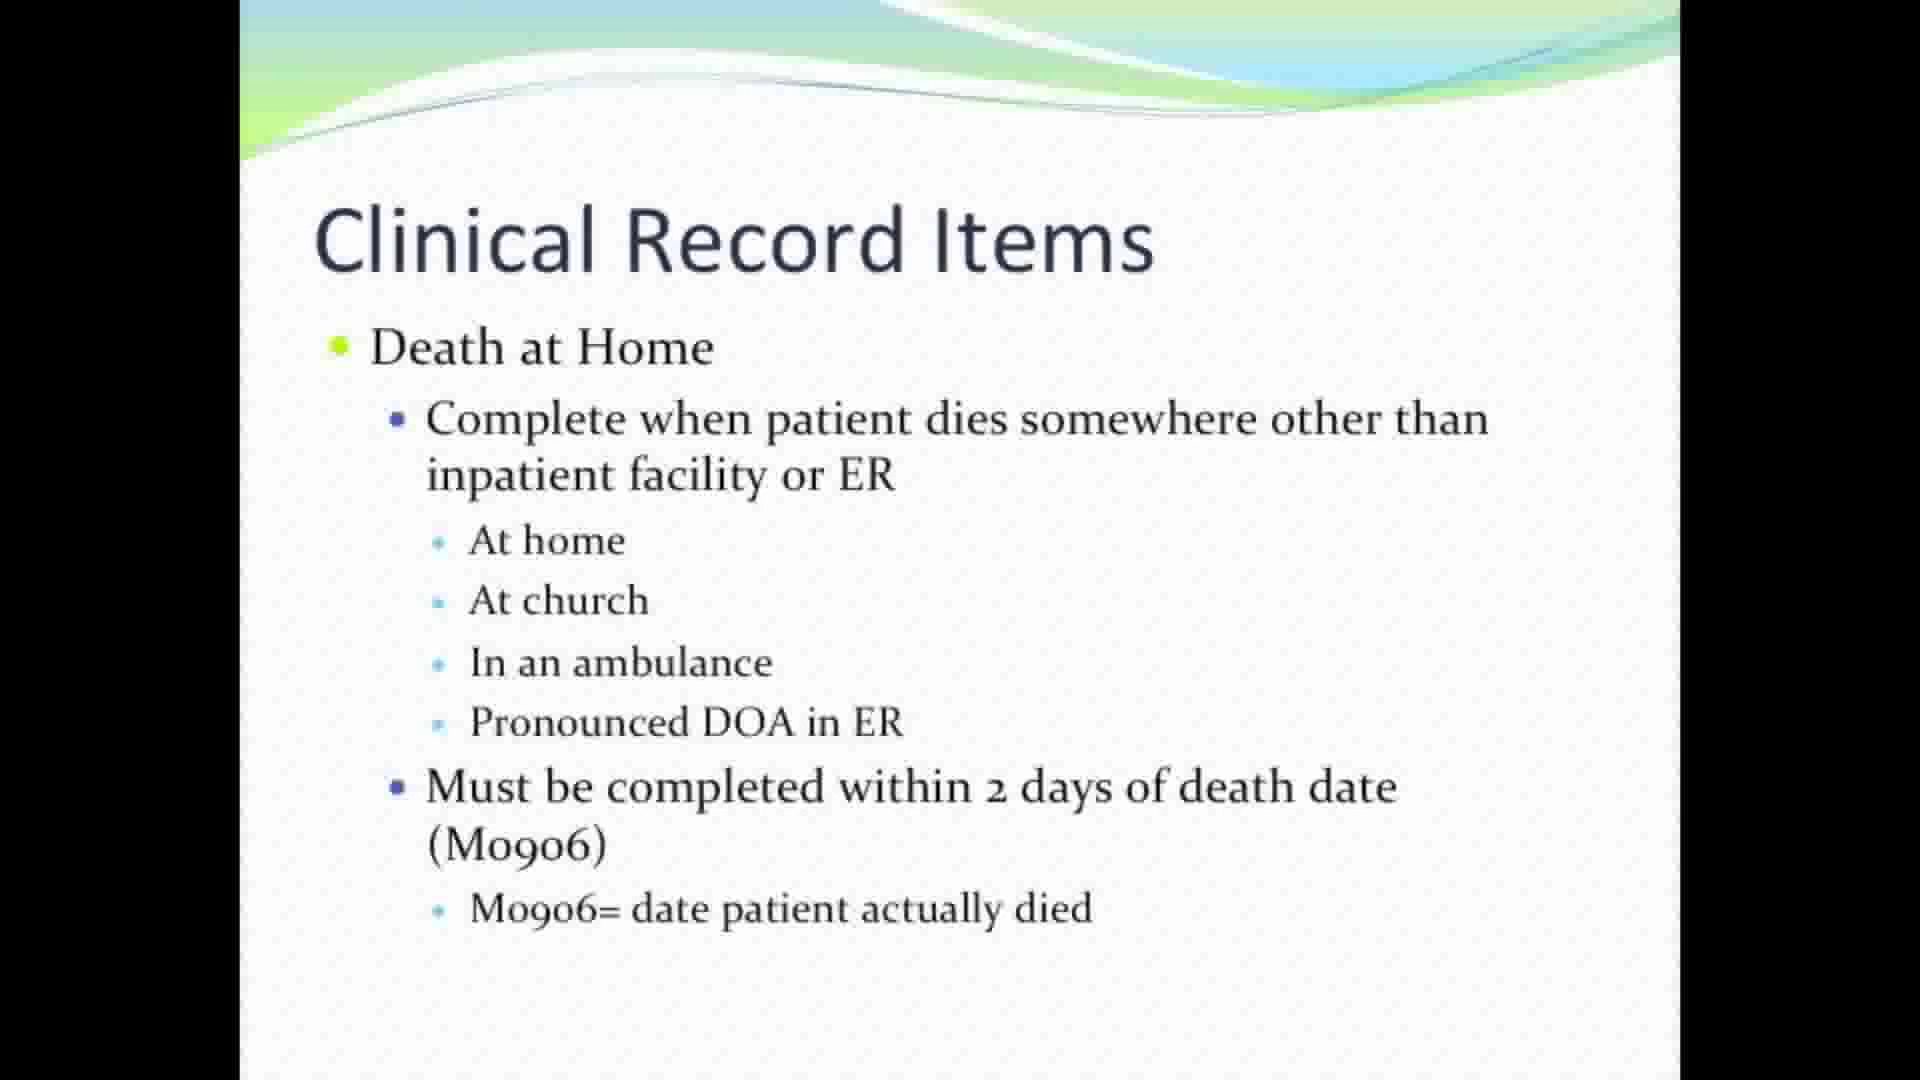 Clinical Record Items
• Death at Home
• Complete when patient dies somewhere other than
inpatient facility or ER
• At home
• At church
• In an ambulance
• Pronounced DOA in ER
• Must be completed within 2 days of death date
(M0906)
• M0906= date patient actually died